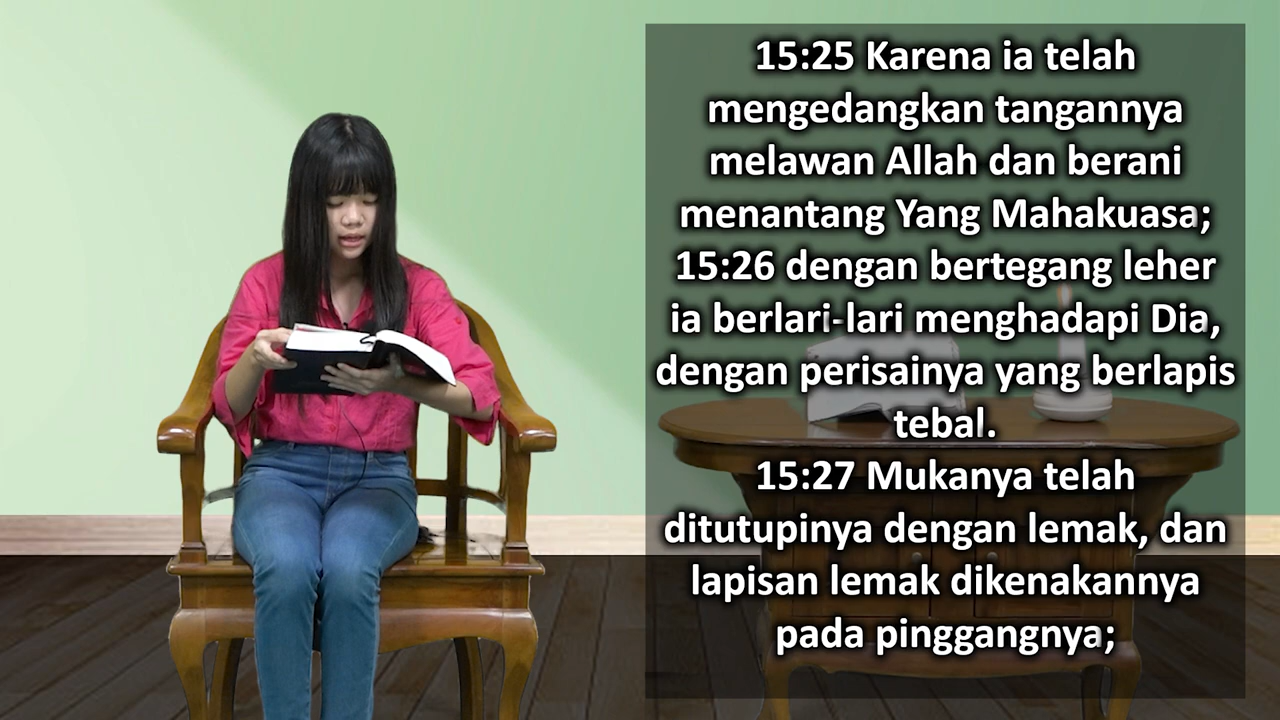 15:25 Karena ia telah
mengedangkan tangannya
melawan Allah dan berani
menantang Yang Mahakuasa;
15:26 dengan bertegang leher
ia berlari-lari menghadapi Dia,
dengan perisainya yang berlapis
tebal.
15:27 Mukanya telah
ditutupinya dengan lemak, dan
lapisan lemak dikenakannya
pada pinggangnya;